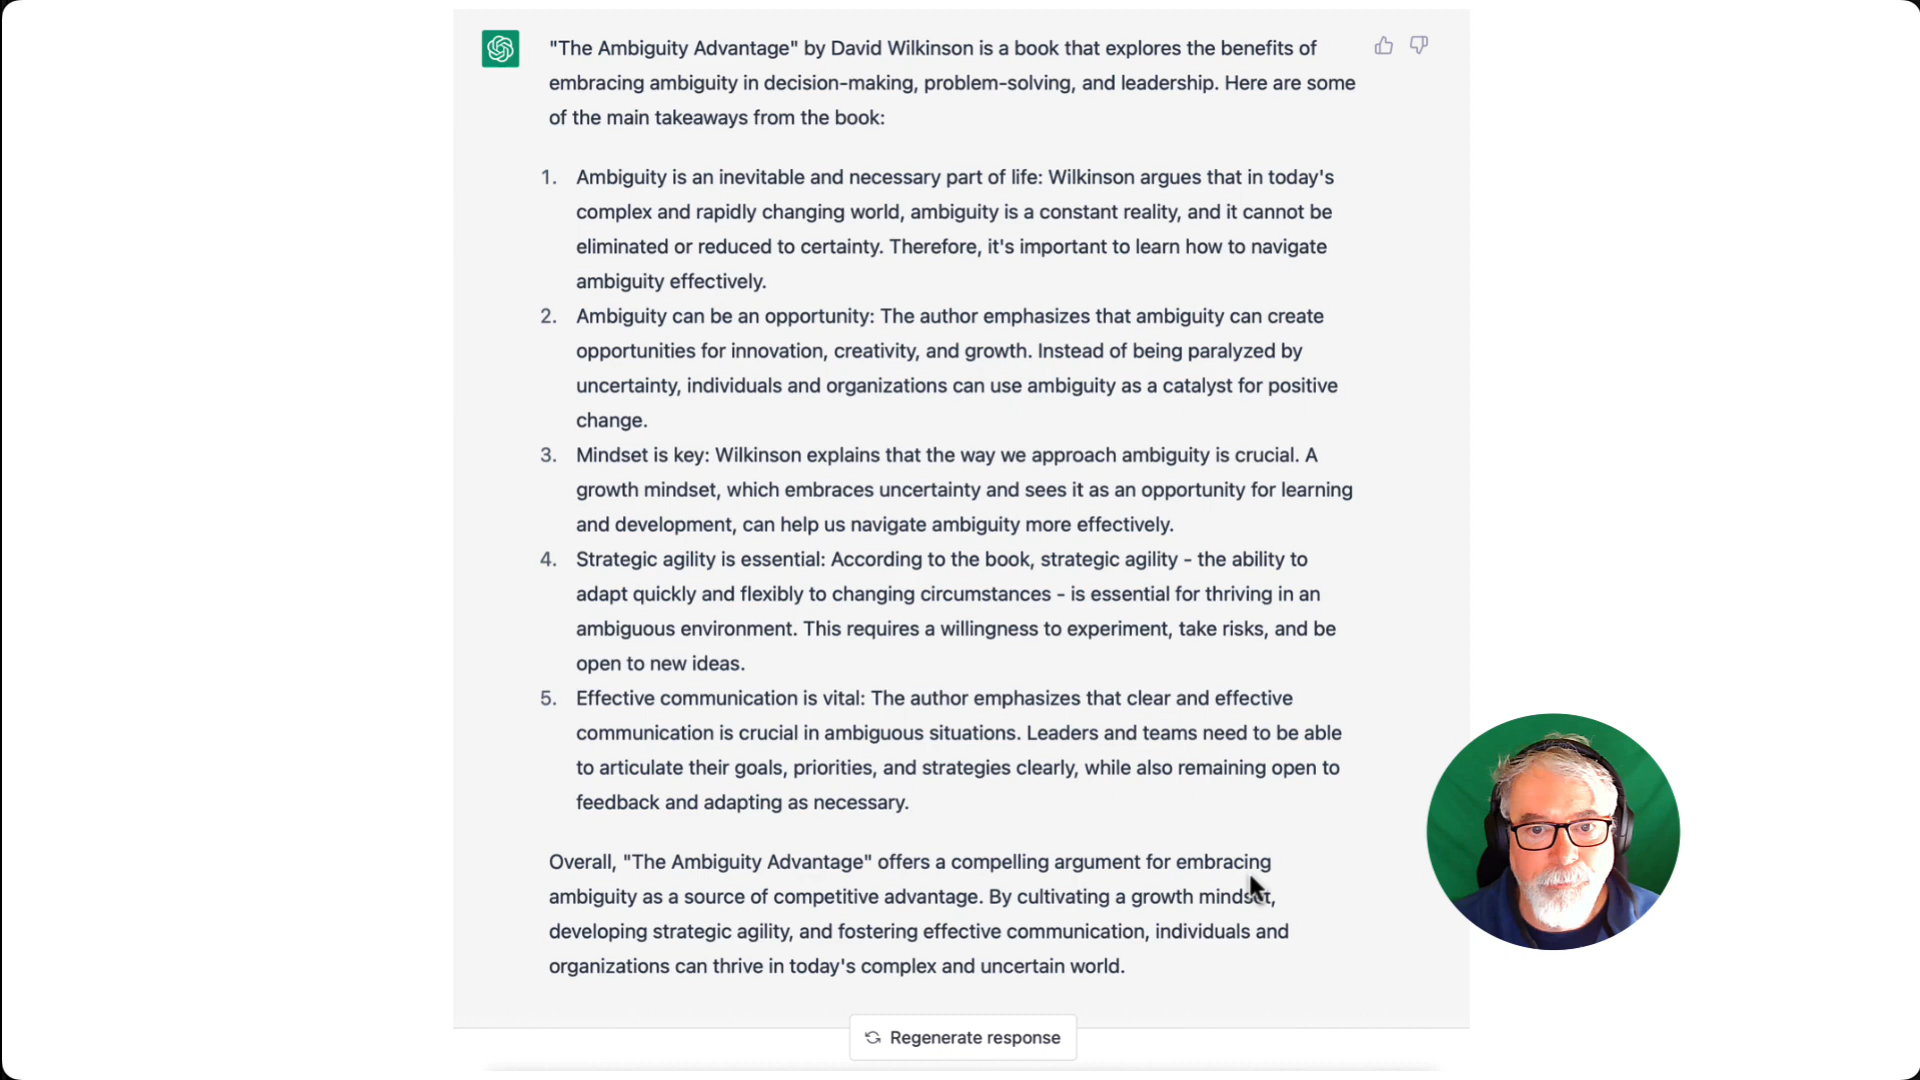 "The Ambiguity Advantage" by David Wilkinson is a book that explores the benefits of
embracing ambiguity in decision-making, problem-solving, and leadership. Here are some
of the main takeaways from the book:
1. Ambiguity is an inevitable and necessary part of life: Wilkinson argues that in today's
complex and rapidly changing world, ambiguity is a constant reality, and it cannot be
eliminated or reduced to certainty. Therefore, it's important to learn how to navigate
ambiguity effectively.
2. Ambiguity can be an opportunity: The author emphasizes that ambiguity can create
opportunities for innovation, creativity, and growth. Instead of being paralyzed by
uncertainty, individuals and organizations can use ambiguity as a catalyst for positive
change.
3. Mindset is key: Wilkinson explains that the way we approach ambiguity is crucial. A
growth mindset, which embraces uncertainty and sees it as an opportunity for learning
and development, can help us navigate ambiguity more effectively.
4. Strategic agility is essential: According to the book, strategic agility - the ability to
adapt quickly and flexibly to changing circumstances - is essential for thriving in an
ambiguous environment. This requires a willingness to experiment, take risks, and be
open to new ideas.
5. Effective communication is vital: The author emphasizes that clear and effective
communication is crucial in ambiguous situations. Leaders and teams need to be able
to articulate their goals, priorities, and strategies clearly, while also remaining open to
feedback and adapting as necessary.
Overall, "The Ambiguity Advantage" offers a compelling argument for embracing
ambiguity as a source of competitive advantage. By cultivating a growth mindset,
developing strategic agility, and fostering effective communication, individuals and
organizations can thrive in today's complex and uncertain world.
Regenerate response